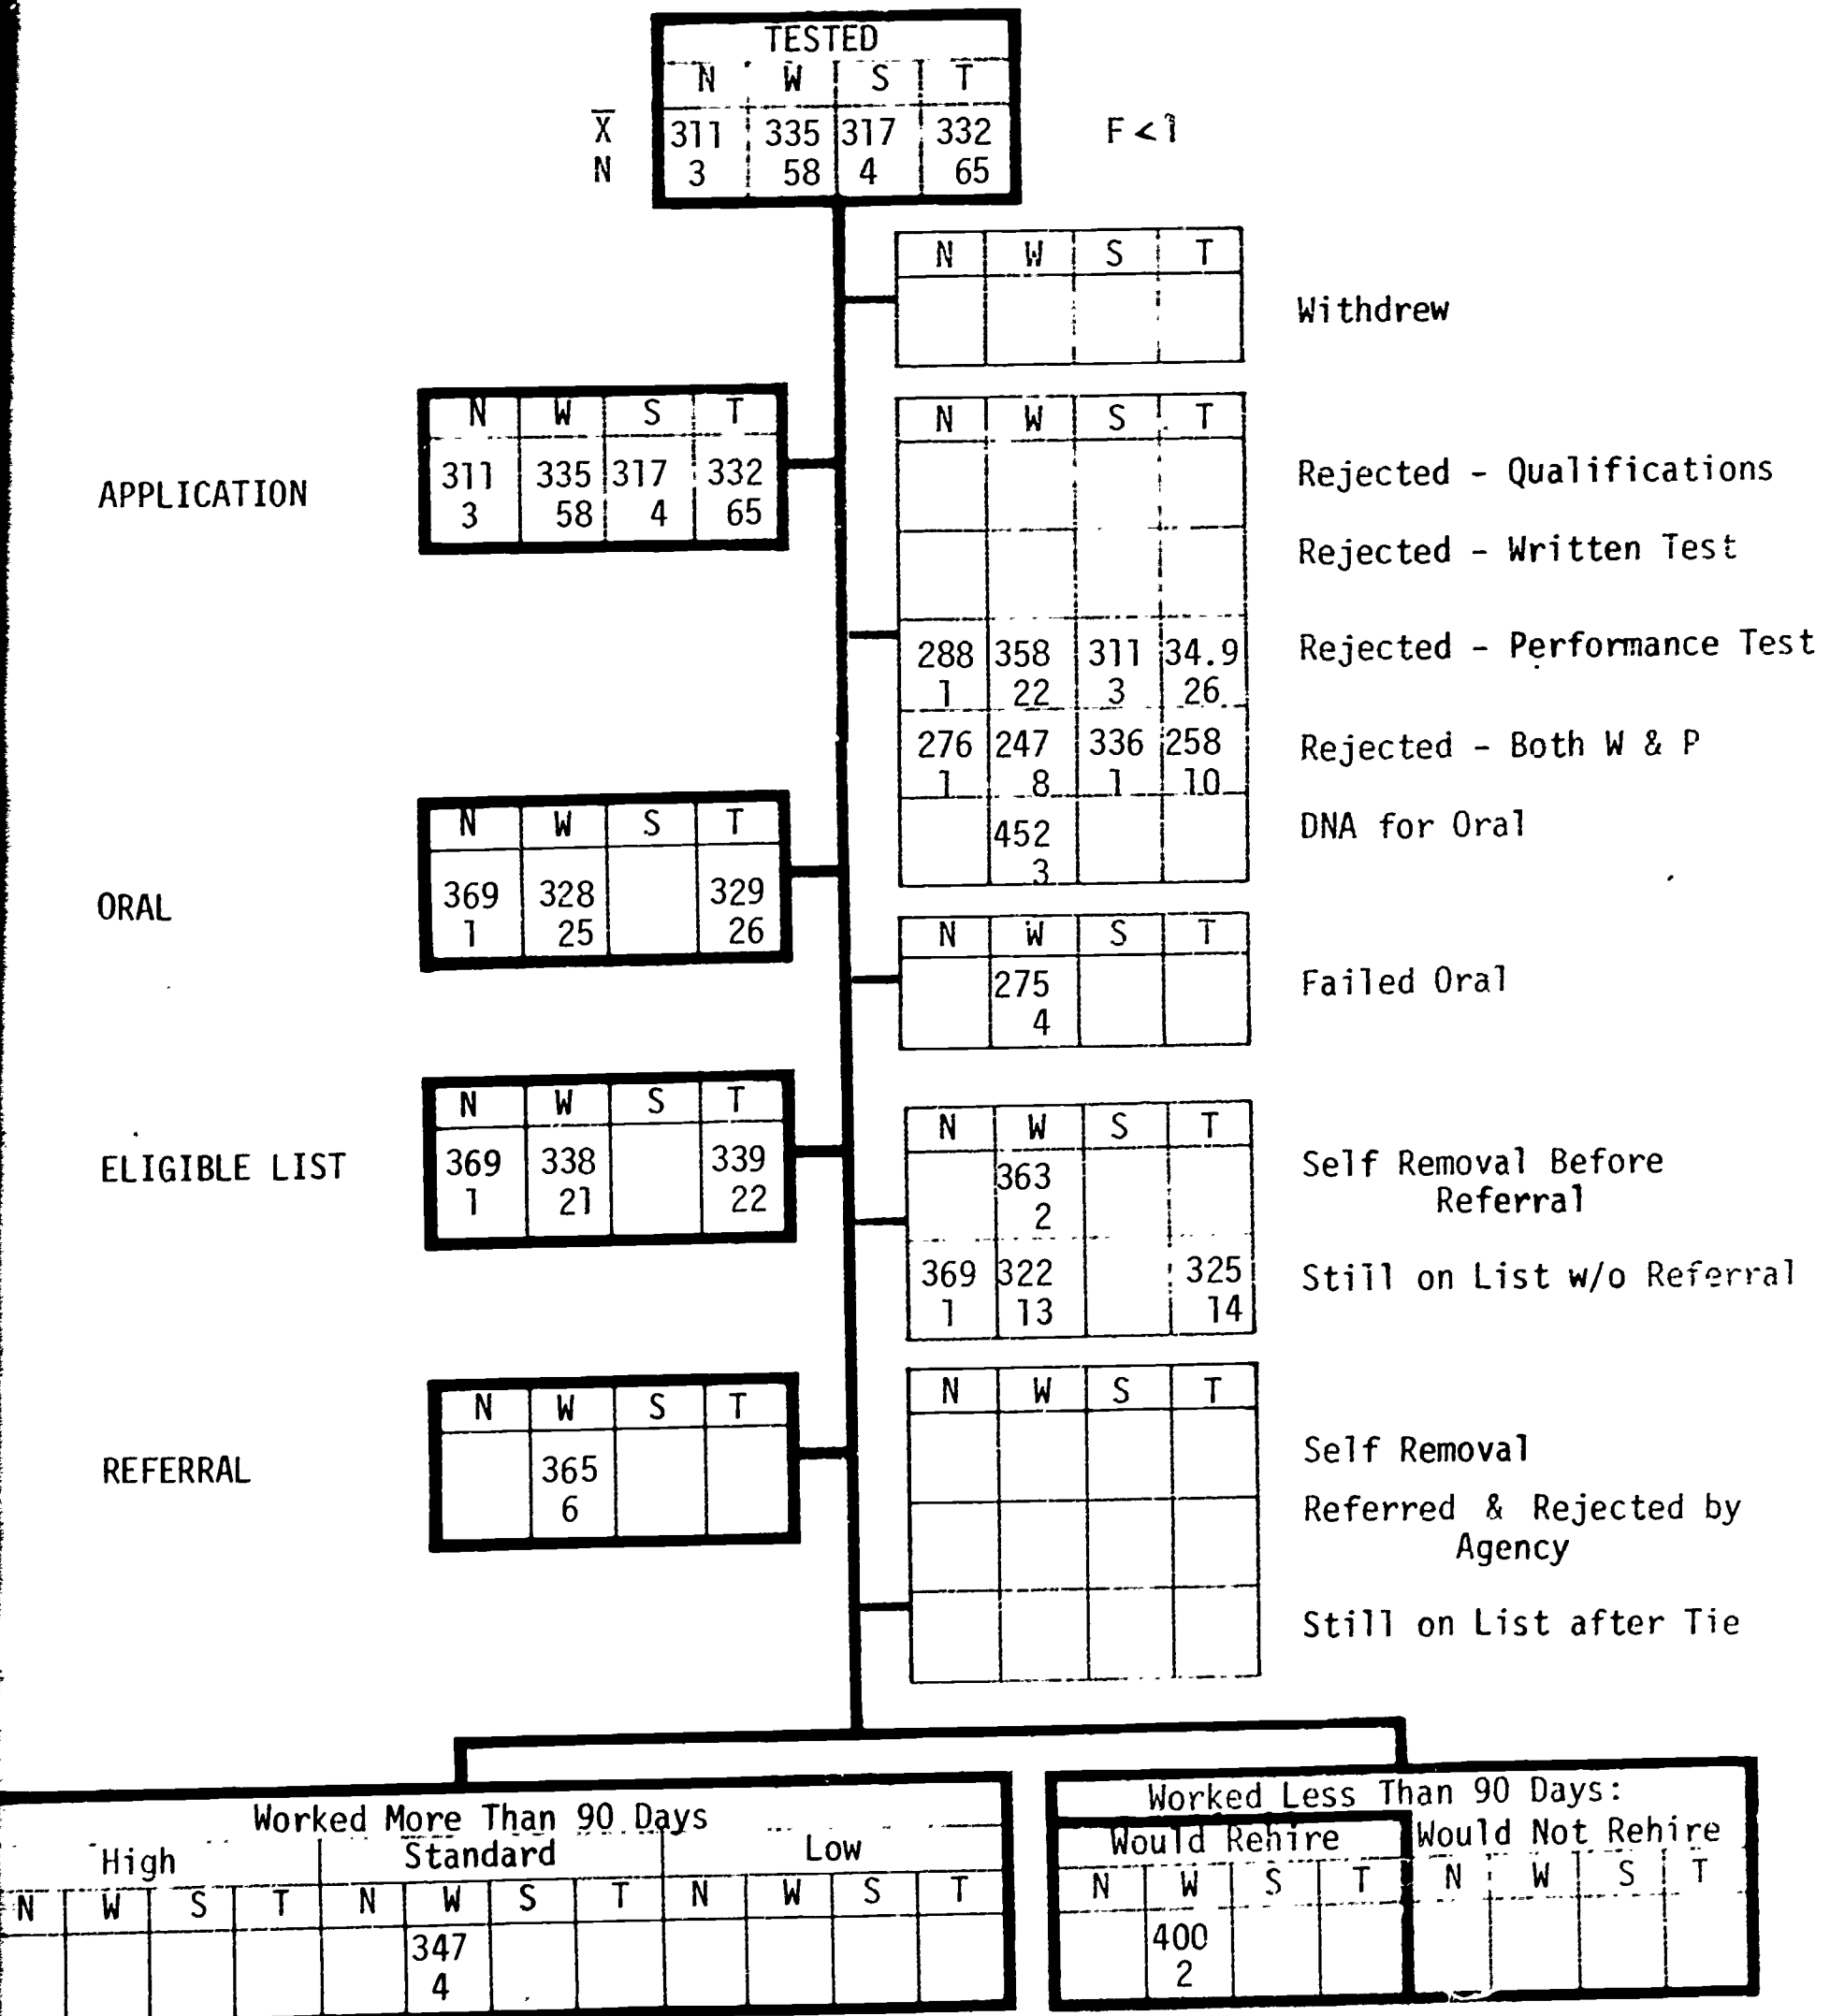 TESTED
N W S T
X̄ 311 335 317 332 F < 1
N 3 58 4 65
N W S T
Withdrew
APPLICATION
N W S T
311 335 317 332
3 58 4 65
N W S T
Rejected - Qualifications
Rejected - Written Test
288 358 311 34.9 Rejected - Performance Test
1 22 3 26
276 247 336 258 Rejected - Both W & P
1 8 1 10
452 DNA for Oral
3
ORAL
N W S T
369 328 329
1 25 26
N W S T
275 Failed Oral
4
ELIGIBLE LIST
N W S T
369 338 339
1 21 22
N W S T
363 Self Removal Before
2 Referral
369 322 325 Still on List w/o Referral
1 13 14
REFERRAL
N W S T
365
6
N W S T
Self Removal
Referred & Rejected by
Agency
Still on List after Tie
Worked More Than 90 Days
High Standard Low
N W S T N W S T N W S T
347
4
Worked Less Than 90 Days:
Would Rehire Would Not Rehire
N W S T N W S T
400
2